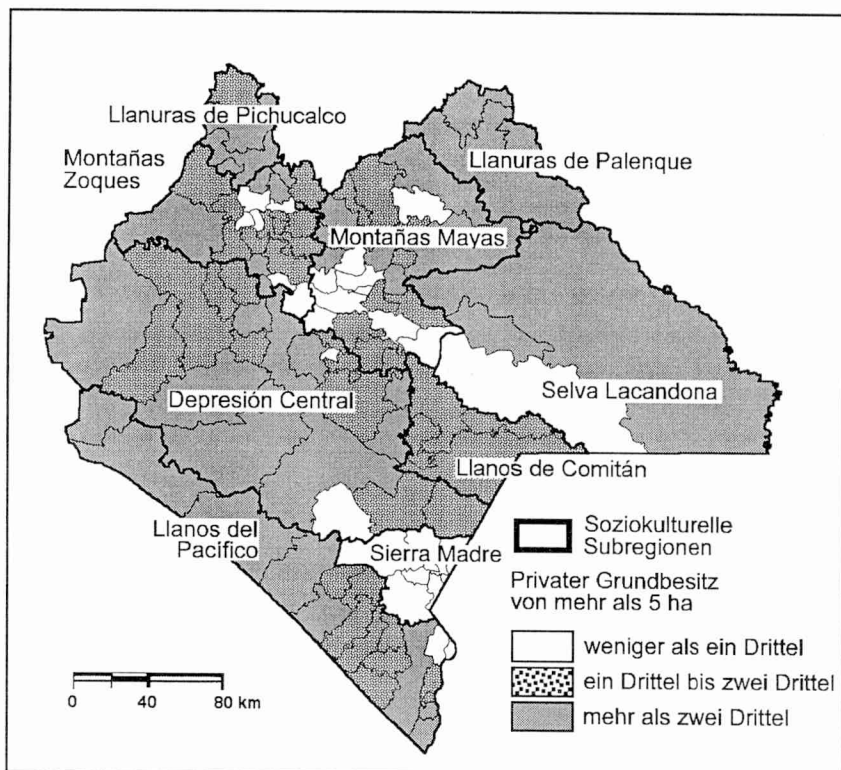 Llanuras de Pichucalco
Montañas
Zoques
Llanuras de Palenque
Montañas Mayas
Selva Lacandona
Depresión Central
Llanos de Comitán
Llanos del
Pacífico
Sierra Madre
Soziokulturelle
Subregionen
Privater Grundbesitz
von mehr als 5 ha
weniger als ein Drittel
ein Drittel bis zwei Drittel
mehr als zwei Drittel
0 40 80 km